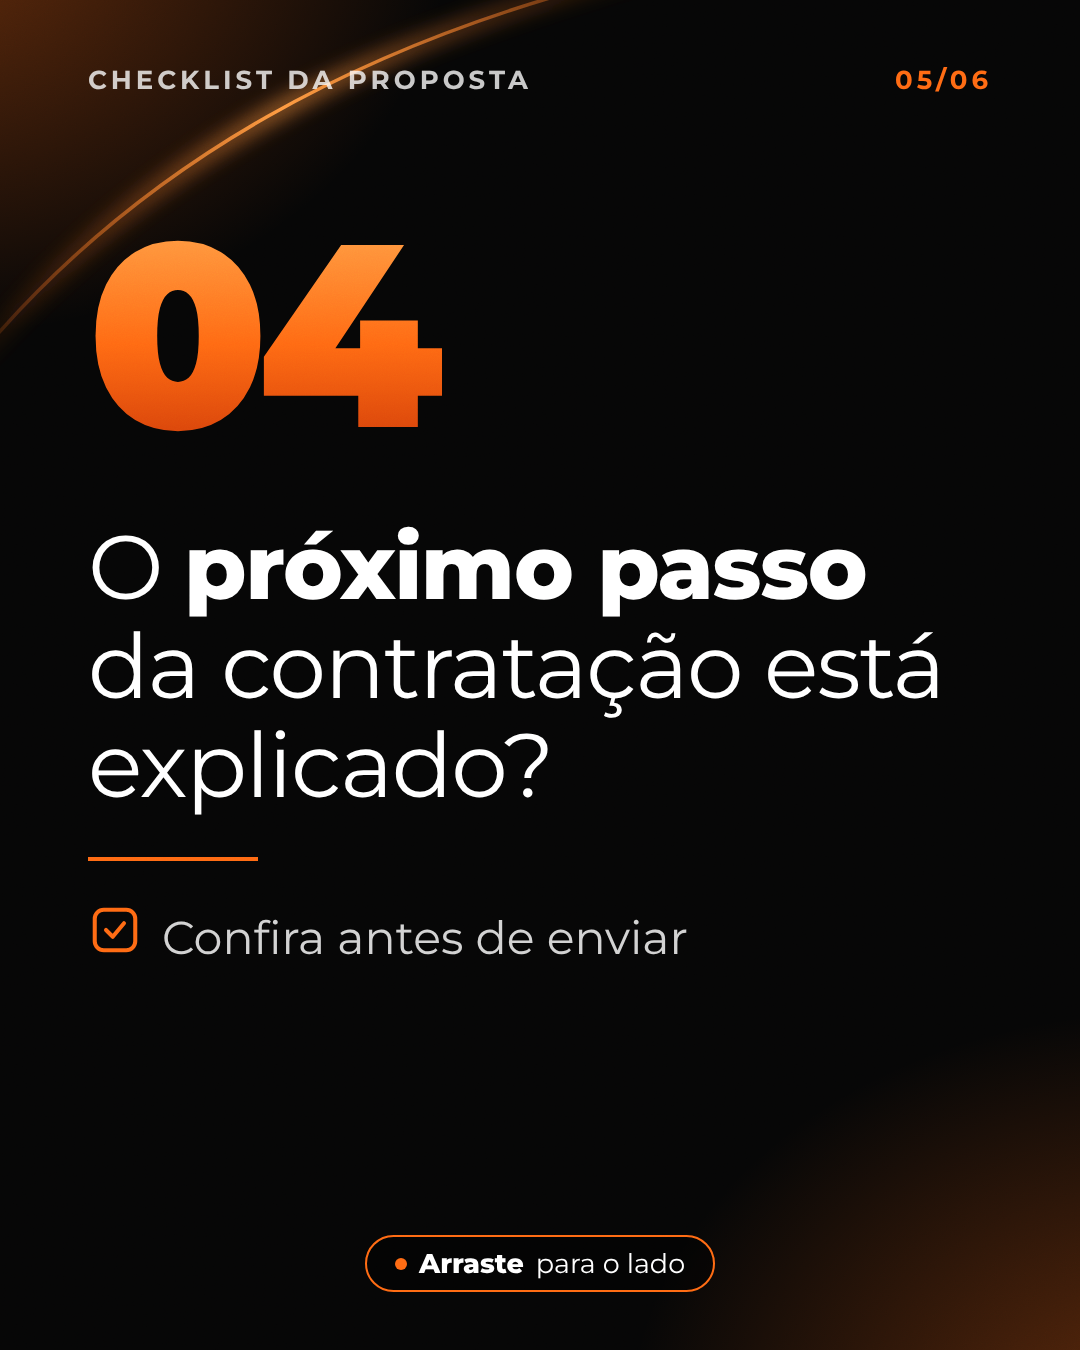 CHECKLIST DA PROPOSTA
05/06
04
O próximo passo
da contratação está
explicado?
Confira antes de enviar
Arraste para o lado